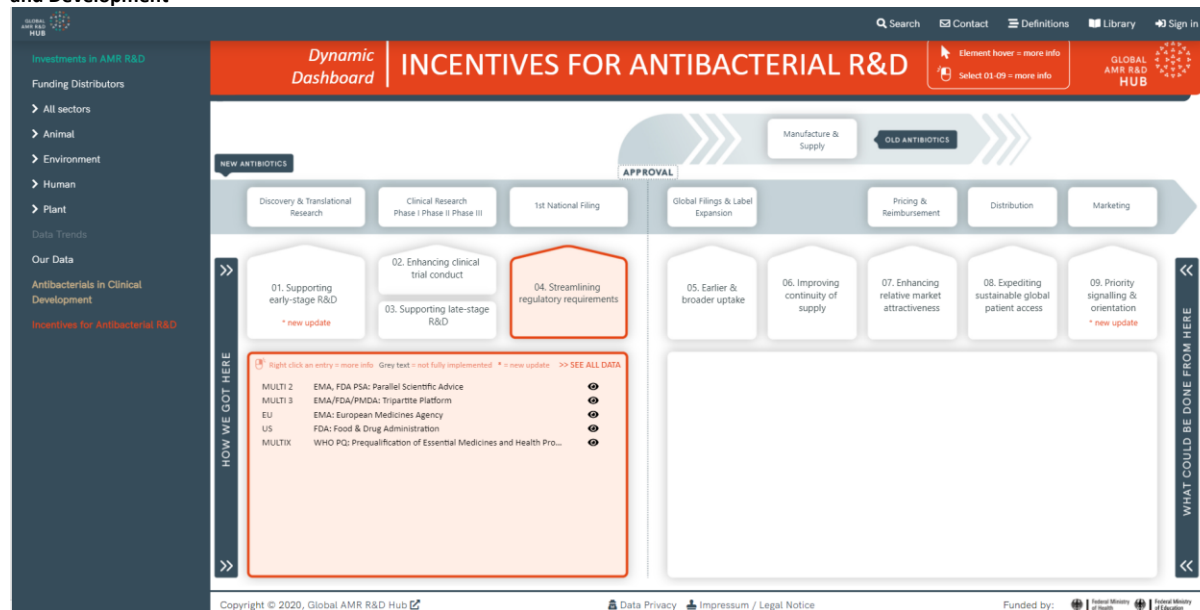 and Development
GLOBAL
AMR R&D
HUB
Search
Contact
Definitions
Library
Sign in
Investments in AMR R&D
Funding Distributors
All sectors
Animal
Environment
Human
Plant
Data Trends
Our Data
Antibacterials in Clinical
Development
Incentives for Antibacterial R&D
Dynamic
Dashboard
INCENTIVES FOR ANTIBACTERIAL R&D
Element hover = more info
Select 01-09 = more info
GLOBAL
AMR R&D
HUB
Manufacture &
Supply
OLD ANTIBIOTICS
NEW ANTIBIOTICS
APPROVAL
Discovery & Translational
Research
Clinical Research
Phase I Phase II Phase III
1st National Filing
Global Filings & Label
Expansion
Pricing &
Reimbursement
Distribution
Marketing
HOW WE GOT HERE
01. Supporting
early-stage R&D
* new update
02. Enhancing clinical
trial conduct
03. Supporting late-stage
R&D
04. Streamlining
regulatory requirements
05. Earlier &
broader uptake
06. Improving
continuity of
supply
07. Enhancing
relative market
attractiveness
08. Expediting
sustainable global
patient access
09. Priority
signalling &
orientation
* new update
WHAT COULD BE DONE FROM HERE
Right click an entry = more info Grey text = not fully implemented * = new update >> SEE ALL DATA
MULTI 2 EMA, FDA PSA: Parallel Scientific Advice
MULTI 3 EMA/FDA/PMDA: Tripartite Platform
EU EMA: European Medicines Agency
US FDA: Food & Drug Administration
MULTIX WHO PQ: Prequalification of Essential Medicines and Health Pro...
Copyright © 2020, Global AMR R&D Hub
Data Privacy
Impressum / Legal Notice
Funded by:
Federal Ministry
of Health
Federal Ministry
of Education